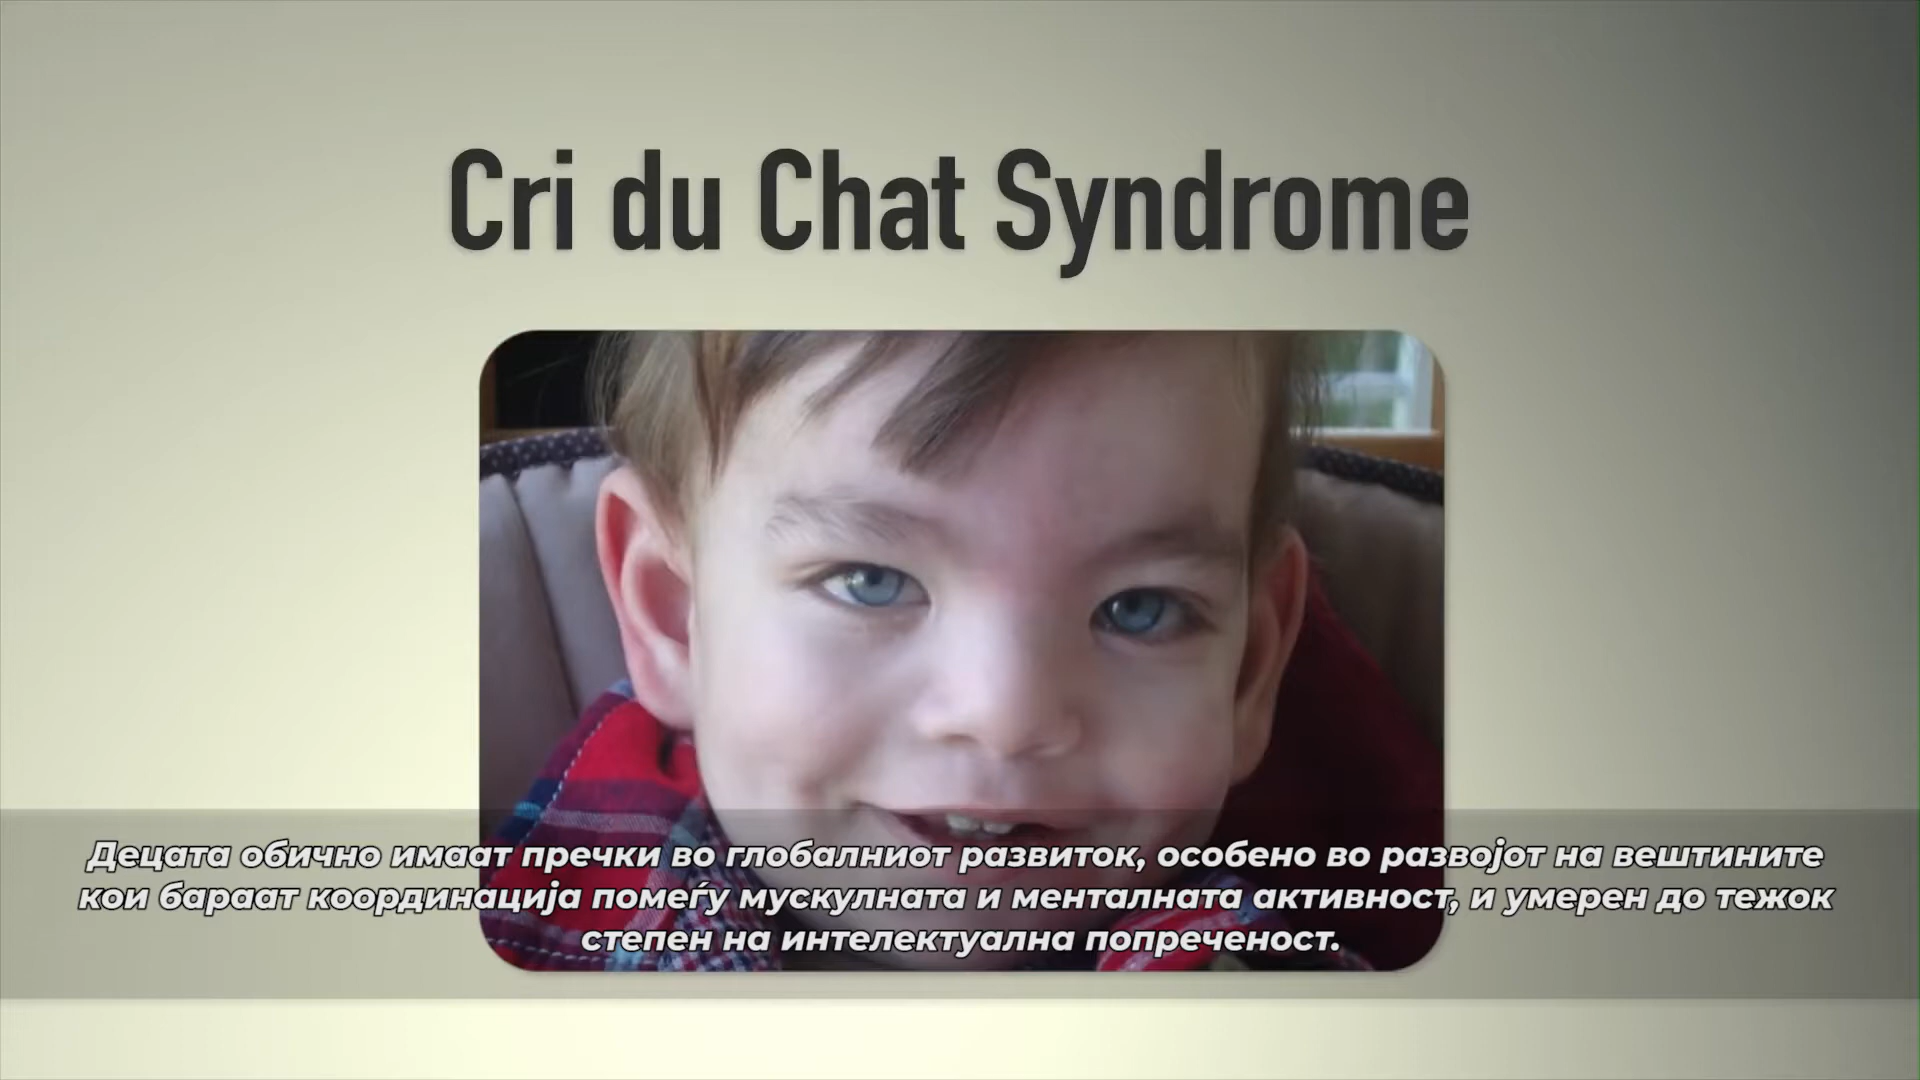 Cri du Chat Syndrome
Децата обично имаат пречки во глобалниот развиток, особено во развојот на вештините
кои бараат координација помеѓу мускулната и менталната активност, и умерен до тежок
степен на интелектуална попреченост.